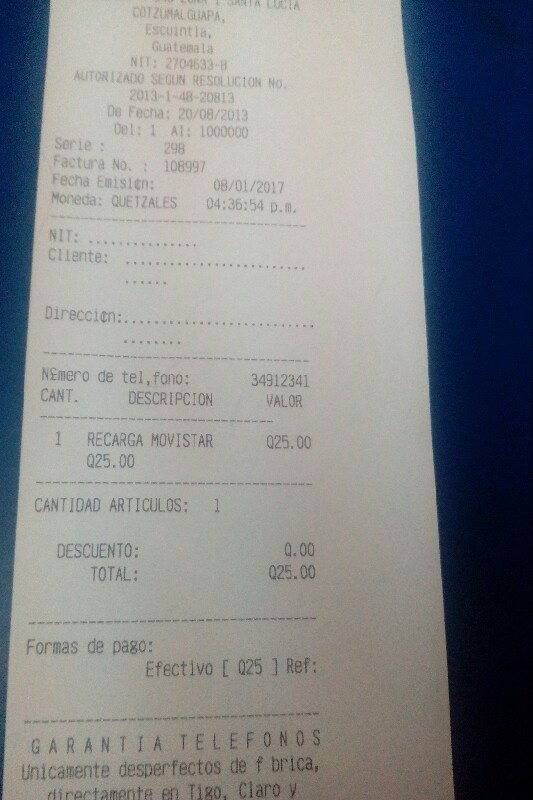 SANTA LUCIA
COTZUMALGUAPA,
Escuintla,
Guatemala
NIT: 2704633-8
AUTORIZADO SEGUN RESOLUCION No.
2013-1-48-20813
De Fecha: 20/08/2013
Del: 1 Al: 1000000
Serie : 298
Factura No. : 108997
Fecha Emisi¢n: 08/01/2017
Moneda: QUETZALES 04:36:54 p.m.
NIT: ...............
Cliente: .........................
......
Direcci¢n:..........................
........
N£mero de tel,fono: 34912341
CANT. DESCRIPCION VALOR
1 RECARGA MOVISTAR Q25.00
Q25.00
CANTIDAD ARTICULOS: 1
DESCUENTO: Q.00
TOTAL: Q25.00
Formas de pago:
Efectivo [ Q25 ] Ref:
G A R A N T I A T E L E F O N O S
Unicamente desperfectos de f brica,
directamente en Tigo, Claro y